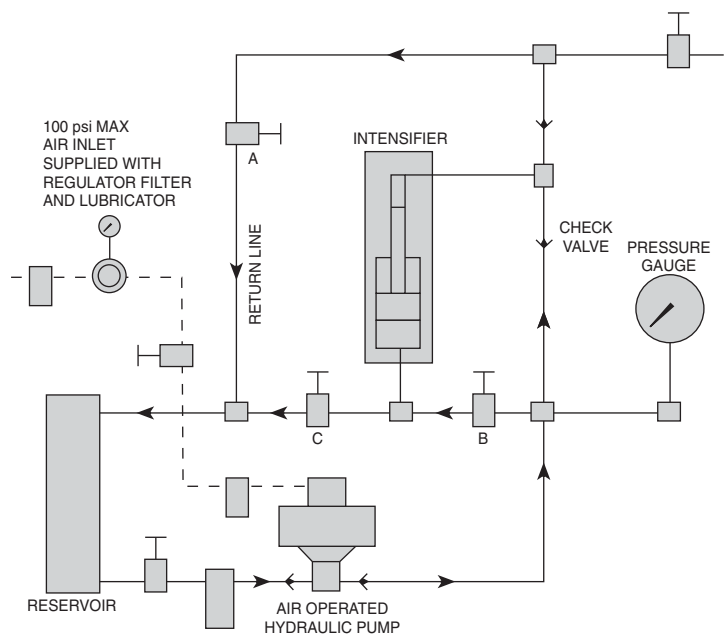 100 psi MAX
AIR INLET
SUPPLIED WITH
REGULATOR FILTER
AND LUBRICATOR
A
INTENSIFIER
RETURN LINE
CHECK
VALVE
PRESSURE
GAUGE
C
B
RESERVOIR
AIR OPERATED
HYDRAULIC PUMP